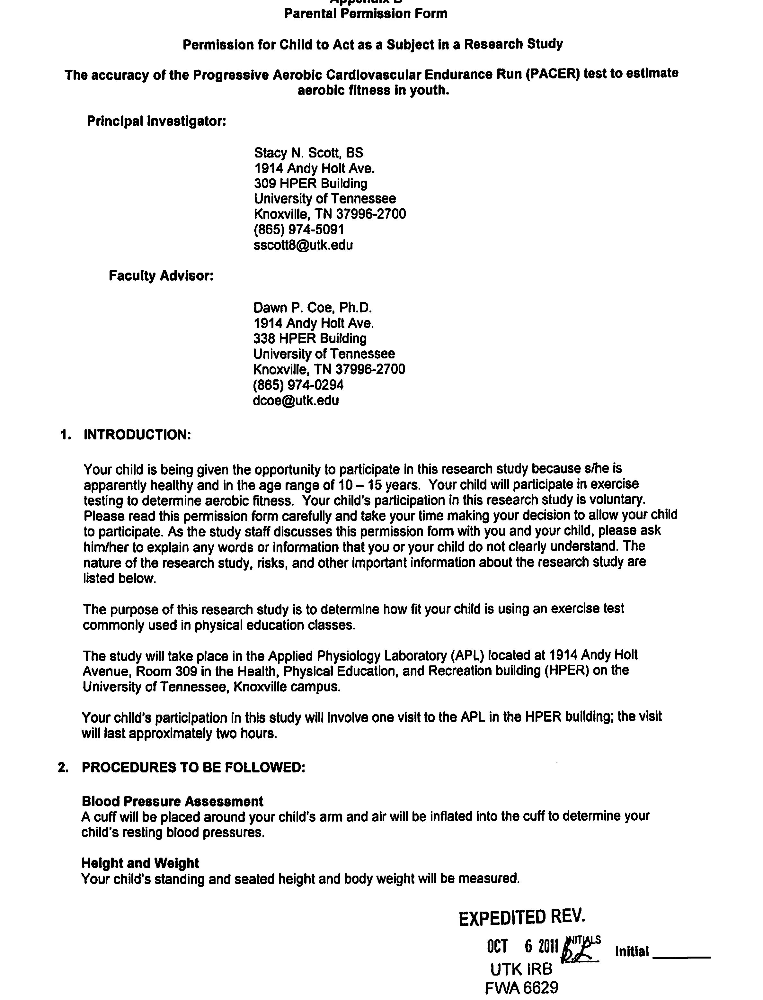 Appendix B
Parental Permission Form
Permission for Child to Act as a Subject in a Research Study
The accuracy of the Progressive Aerobic Cardiovascular Endurance Run (PACER) test to estimate
aerobic fitness in youth.
Principal Investigator:
Stacy N. Scott, BS
1914 Andy Holt Ave.
309 HPER Building
University of Tennessee
Knoxville, TN 37996-2700
(865) 974-5091
sscott8@utk.edu
Faculty Advisor:
Dawn P. Coe, Ph.D.
1914 Andy Holt Ave.
338 HPER Building
University of Tennessee
Knoxville, TN 37996-2700
(865) 974-0294
dcoe@utk.edu
1. INTRODUCTION:
Your child is being given the opportunity to participate in this research study because s/he is
apparently healthy and in the age range of 10 – 15 years. Your child will participate in exercise
testing to determine aerobic fitness. Your child's participation in this research study is voluntary.
Please read this permission form carefully and take your time making your decision to allow your child
to participate. As the study staff discusses this permission form with you and your child, please ask
him/her to explain any words or information that you or your child do not clearly understand. The
nature of the research study, risks, and other important information about the research study are
listed below.
The purpose of this research study is to determine how fit your child is using an exercise test
commonly used in physical education classes.
The study will take place in the Applied Physiology Laboratory (APL) located at 1914 Andy Holt
Avenue, Room 309 in the Health, Physical Education, and Recreation building (HPER) on the
University of Tennessee, Knoxville campus.
Your child's participation in this study will involve one visit to the APL in the HPER building; the visit
will last approximately two hours.
2. PROCEDURES TO BE FOLLOWED:
Blood Pressure Assessment
A cuff will be placed around your child's arm and air will be inflated into the cuff to determine your
child's resting blood pressures.
Height and Weight
Your child's standing and seated height and body weight will be measured.
EXPEDITED REV.
OCT 6 2011 INITIALS
Initial
UTK IRB
FWA 6629